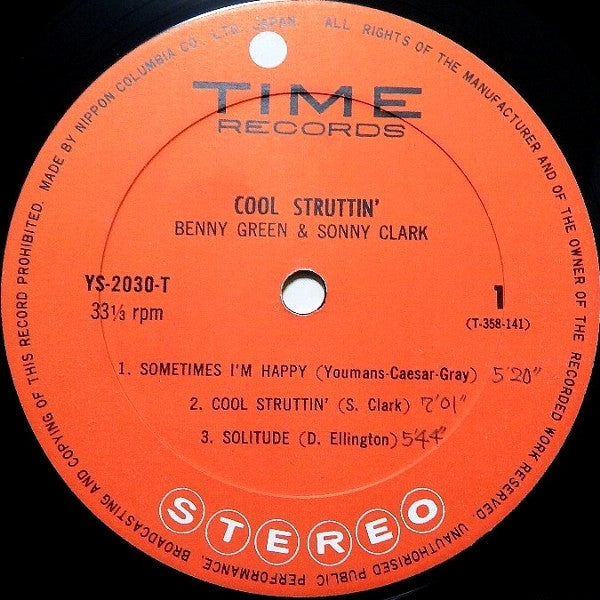 MADE BY NIPPON COLUMBIA CO., LTD. JAPAN. ALL RIGHTS OF THE MANUFACTURER AND OF THE OWNER OF THE RECORDED WORK RESERVED. UNAUTHORISED PUBLIC PERFORMANCE. BROADCASTING AND COPYING OF THIS RECORD PROHIBITED.
TIME
RECORDS
COOL STRUTTIN'
BENNY GREEN & SONNY CLARK
YS-2030-T
33⅓ rpm
1
(T-358-141)
1. SOMETIMES I'M HAPPY (Youmans-Caesar-Gray) 5'20"
2. COOL STRUTTIN' (S. Clark) 7'01"
3. SOLITUDE (D. Ellington) 5'44"
STEREO